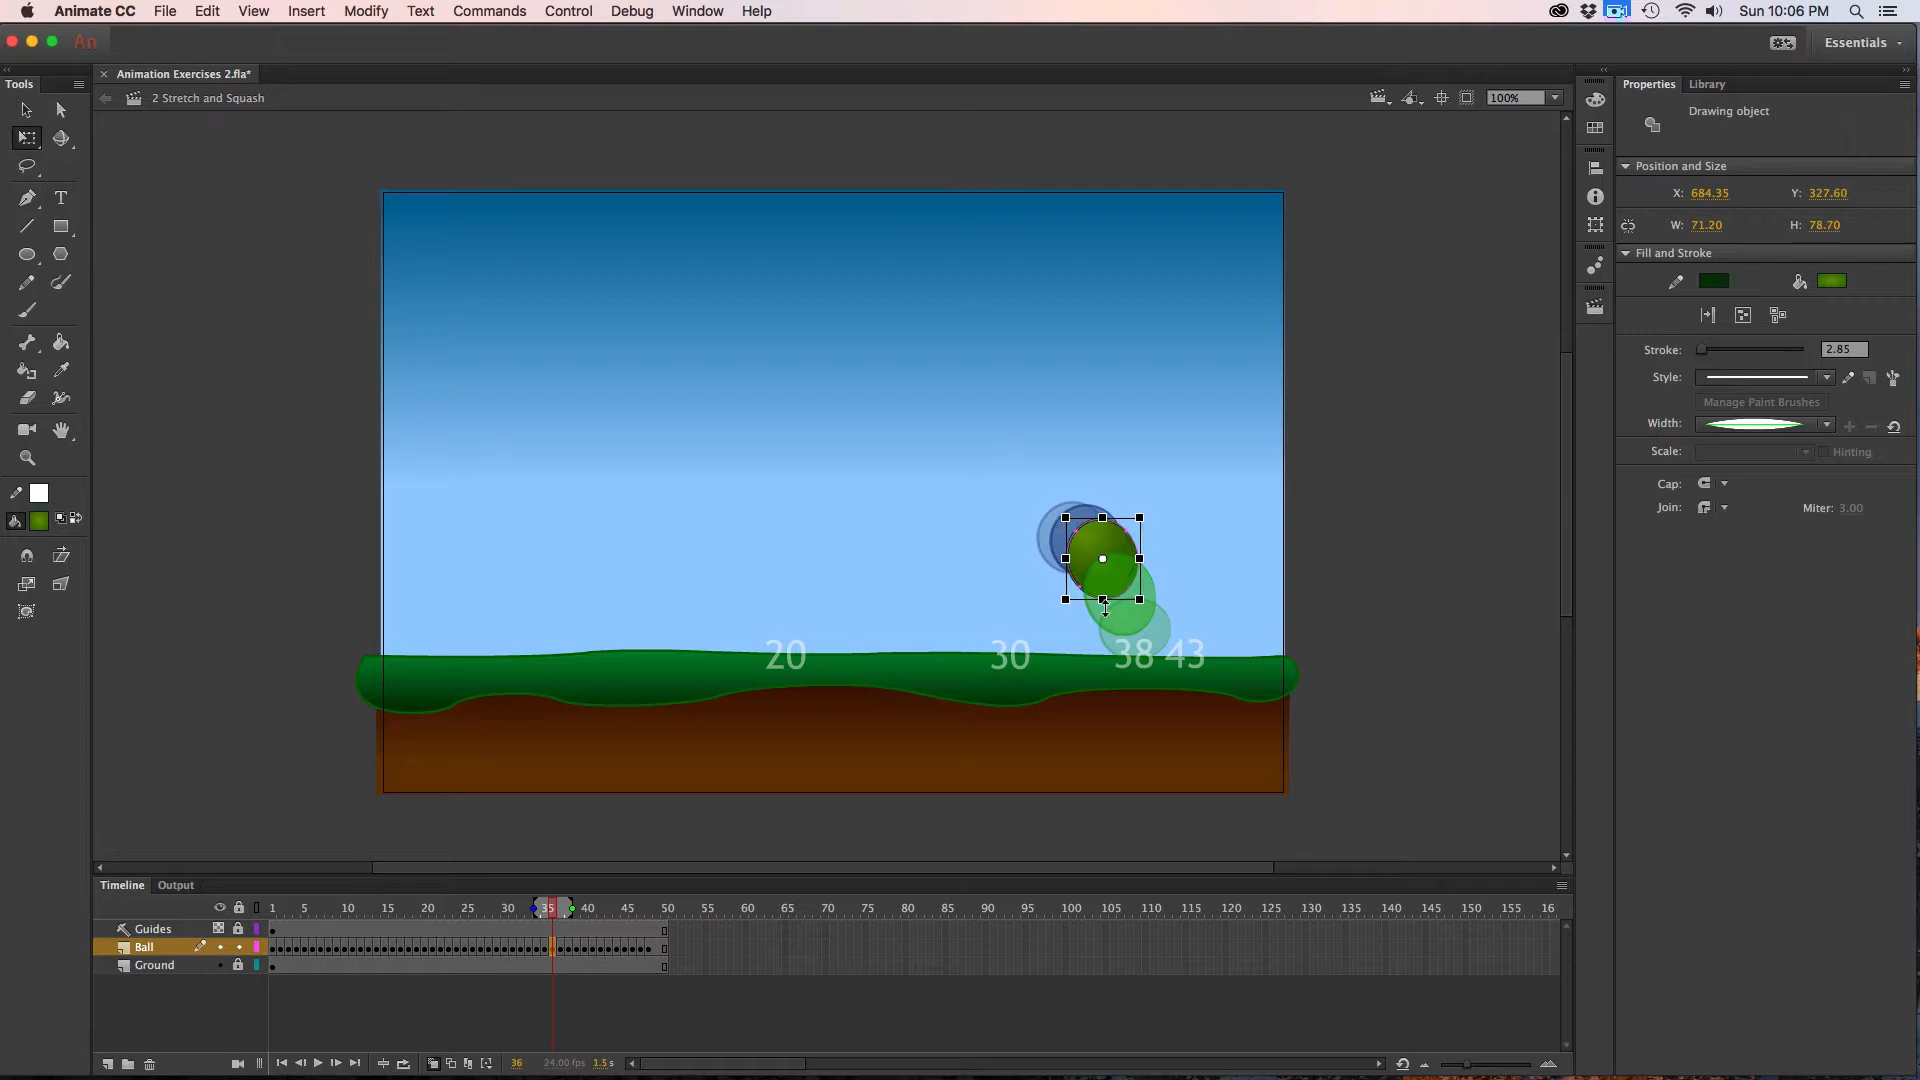 Animate CC File Edit View Insert Modify Text Commands Control Debug Window Help Sun 10:06 PM
An Essentials
Tools Animation Exercises 2.fla* Properties Library
2 Stretch and Squash 100%
Drawing object
Position and Size
X: 684.35 Y: 327.60
W: 71.20 H: 78.70
Fill and Stroke
Stroke: 2.85
Style:
Manage Paint Brushes
Width:
Scale: Hinting
Cap:
Join: Miter: 3.00
20 30 38 43
Timeline Output
1 5 10 15 20 25 30 35 40 45 50 55 60 65 70 75 80 85 90 95 100 105 110 115 120 125 130 135 140 145 150 155 16
Guides
Ball
Ground
36 24.00 fps 1.5 s